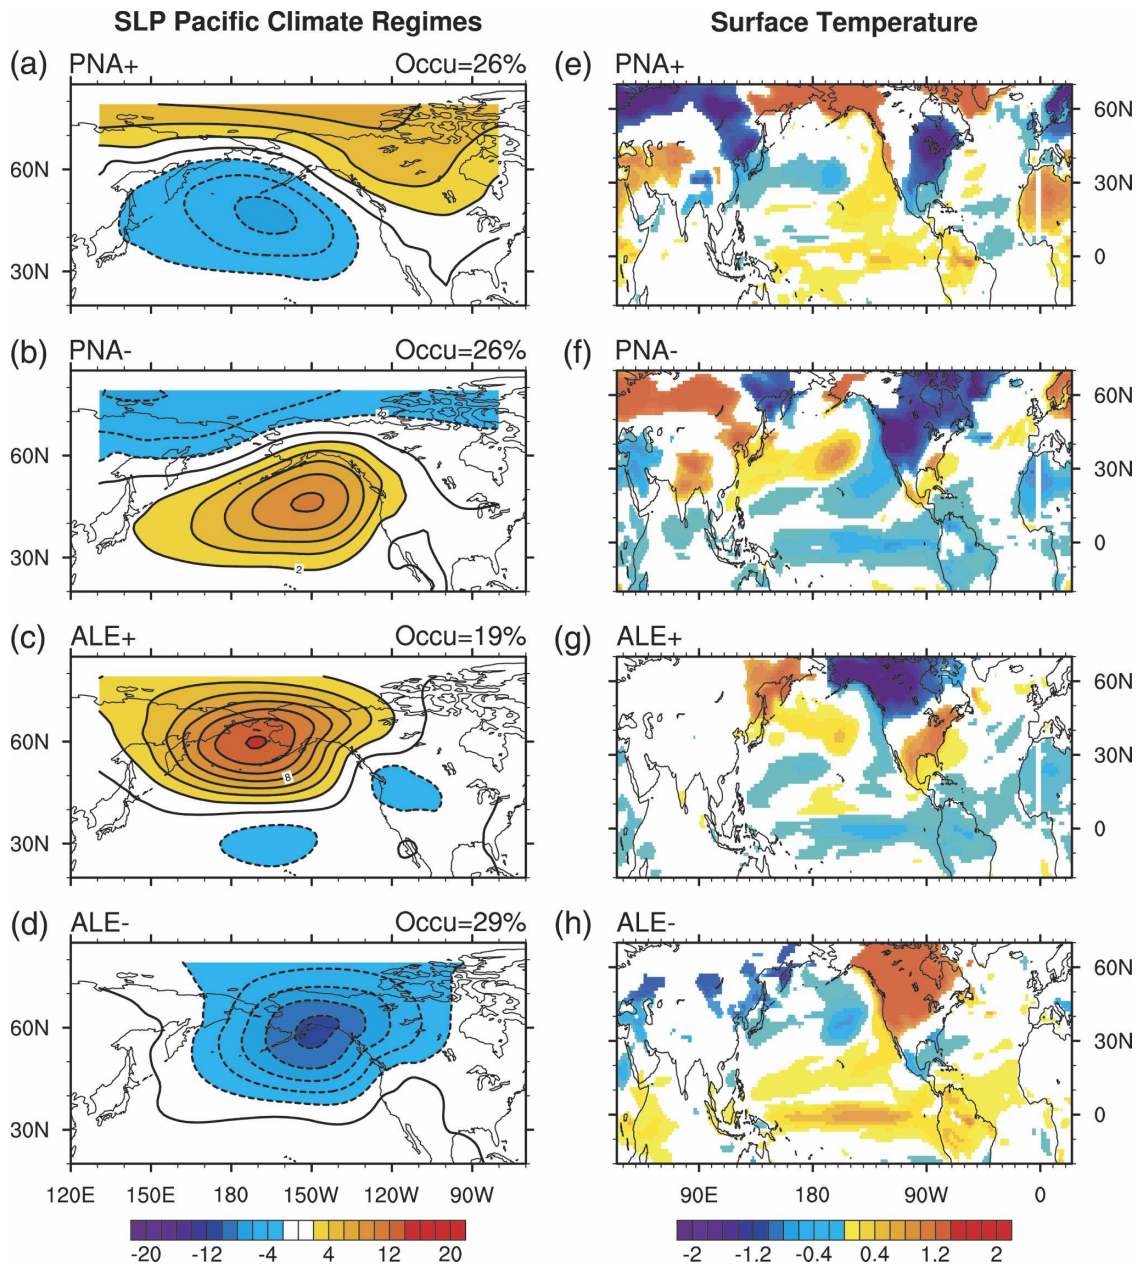 SLP Pacific Climate Regimes
Surface Temperature
(a) PNA+ Occu=26%
(e) PNA+
60N
30N
60N
30N
0
(b) PNA- Occu=26%
(f) PNA-
60N
30N
2
60N
30N
0
(c) ALE+ Occu=19%
(g) ALE+
60N
30N
8
60N
30N
0
(d) ALE- Occu=29%
(h) ALE-
60N
30N
60N
30N
0
120E 150E 180 150W 120W 90W
90E 180 90W 0
-20 -12 -4 4 12 20
-2 -1.2 -0.4 0.4 1.2 2